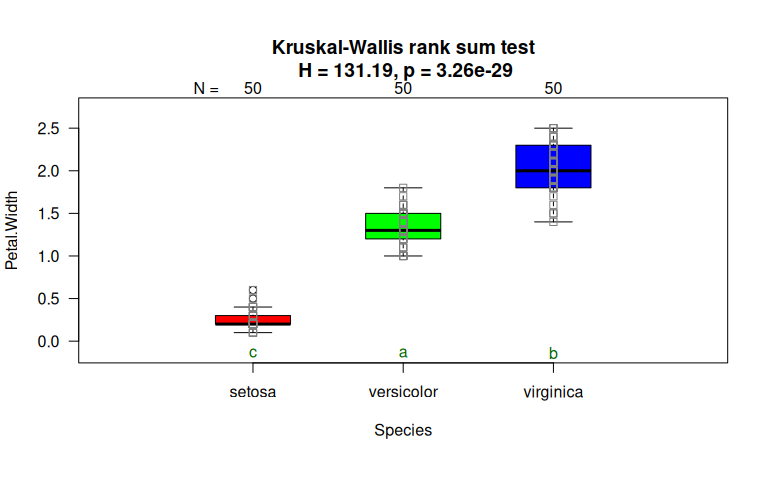 Kruskal-Wallis rank sum test
H = 131.19, p = 3.26e-29
N = 50 50 50
2.5
2.0
1.5
1.0
0.5
0.0
Petal.Width
c a b
setosa versicolor virginica
Species